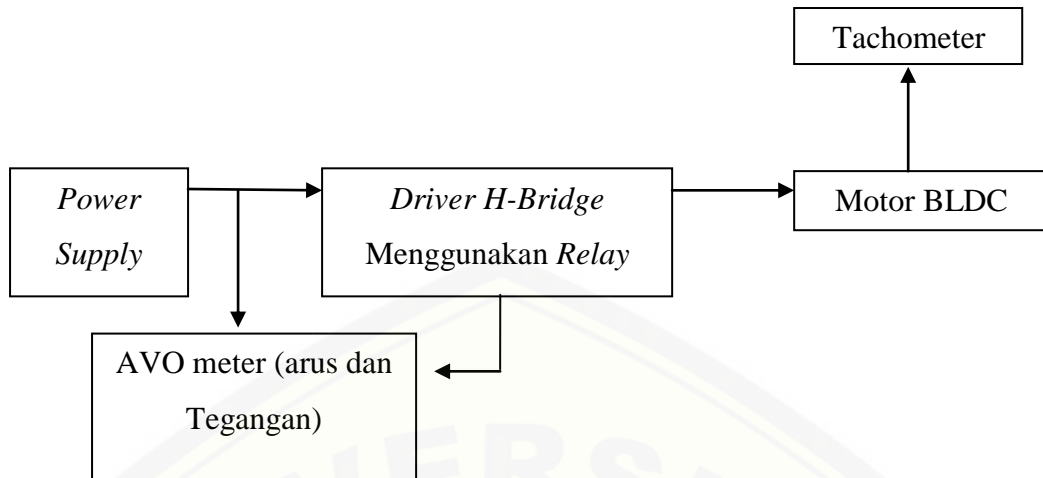 Tachometer
Power
Supply
Driver H-Bridge
Menggunakan Relay
Motor BLDC
AVO meter (arus dan
Tegangan)